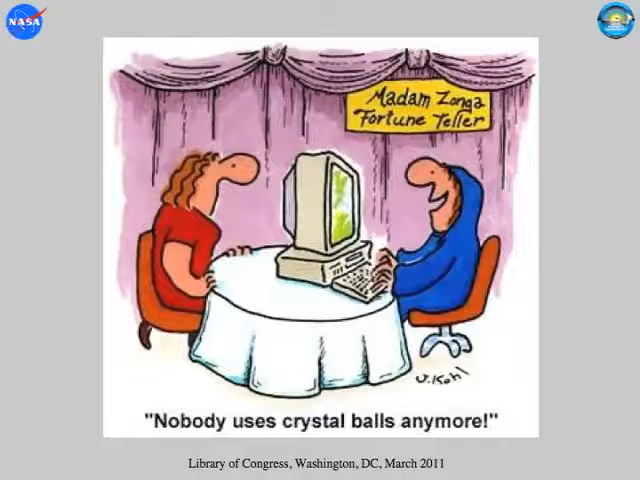 NASA
Madam Zonga
Fortune Teller
J. Kohl
"Nobody uses crystal balls anymore!"
Library of Congress, Washington, DC, March 2011